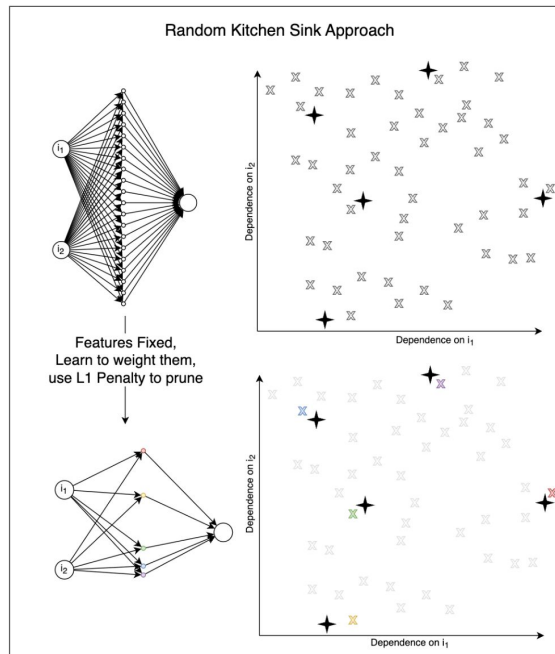 Random Kitchen Sink Approach
i₁
i₂
Dependence on i₂
Dependence on i₁
Features Fixed,
Learn to weight them,
use L1 Penalty to prune
i₁
i₂
Dependence on i₂
Dependence on i₁